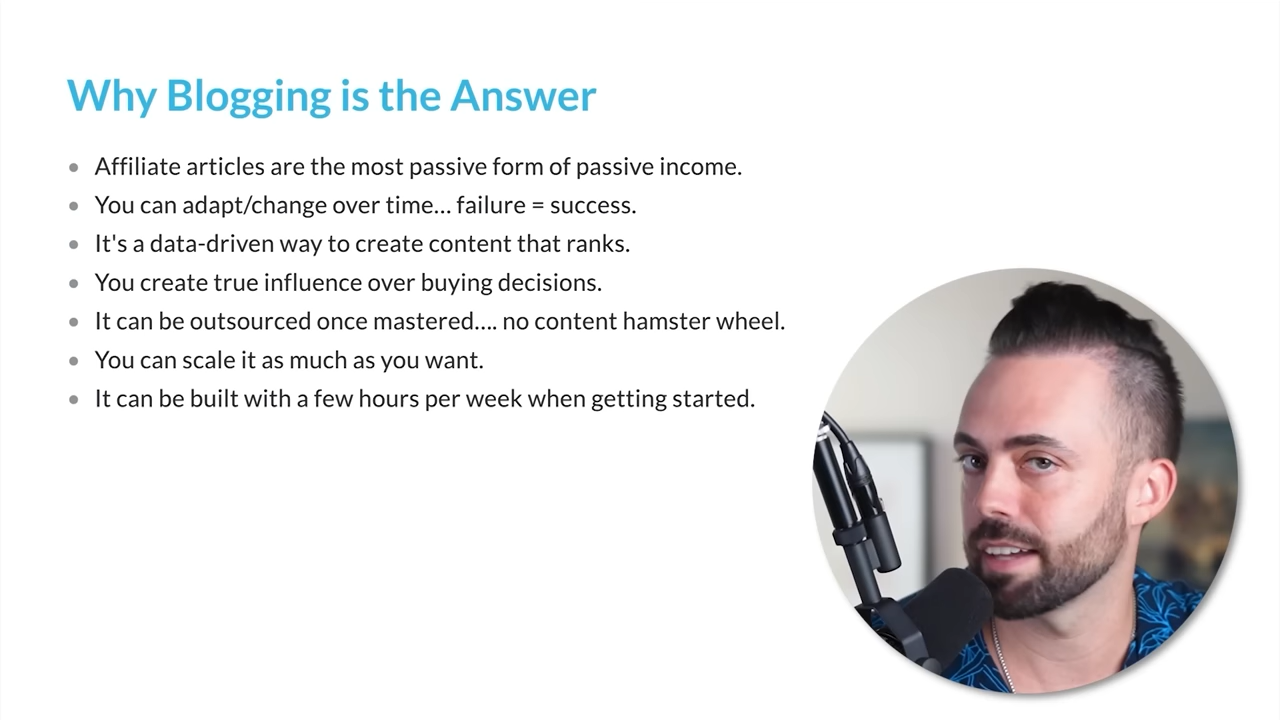 Why Blogging is the Answer
Affiliate articles are the most passive form of passive income.
You can adapt/change over time... failure = success.
It's a data-driven way to create content that ranks.
You create true influence over buying decisions.
It can be outsourced once mastered.... no content hamster wheel.
You can scale it as much as you want.
It can be built with a few hours per week when getting started.